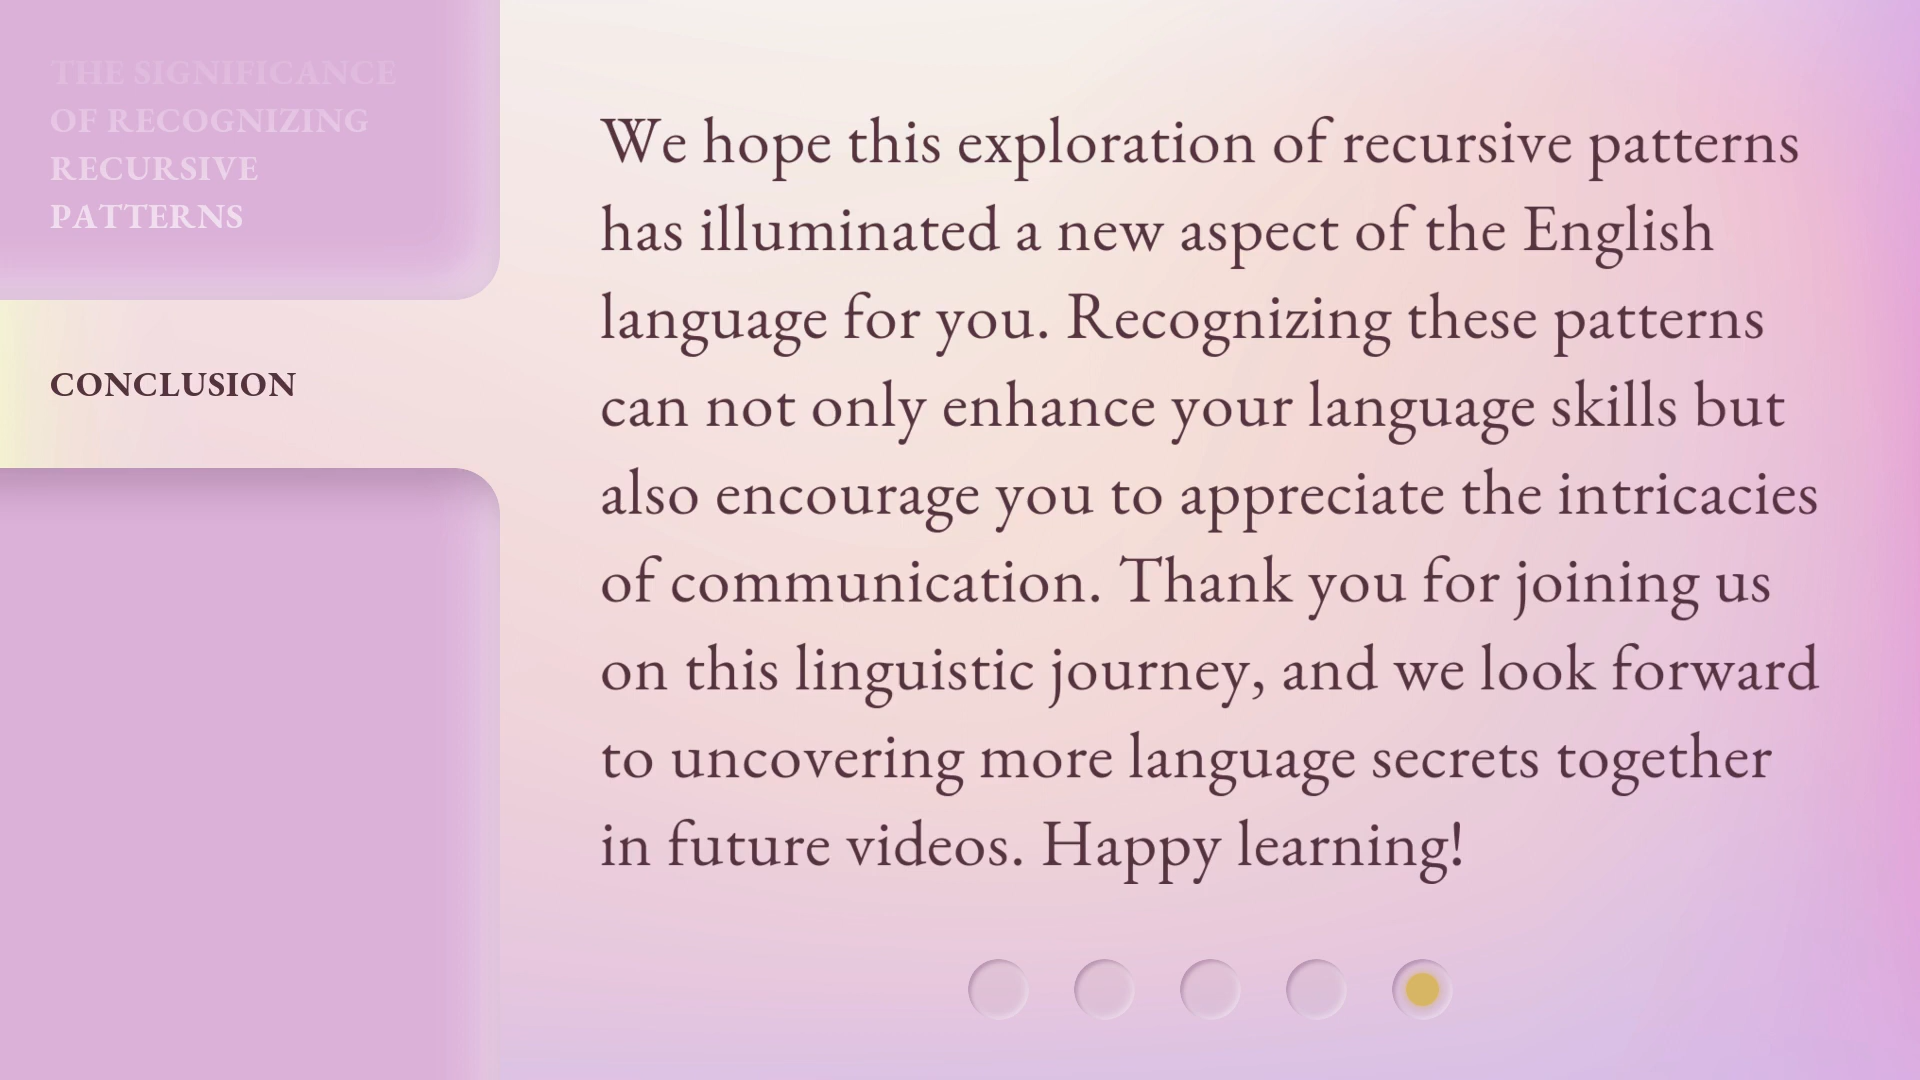 THE SIGNIFICANCE
OF RECOGNIZING
RECURSIVE
PATTERNS
CONCLUSION
We hope this exploration of recursive patterns
has illuminated a new aspect of the English
language for you. Recognizing these patterns
can not only enhance your language skills but
also encourage you to appreciate the intricacies
of communication. Thank you for joining us
on this linguistic journey, and we look forward
to uncovering more language secrets together
in future videos. Happy learning!